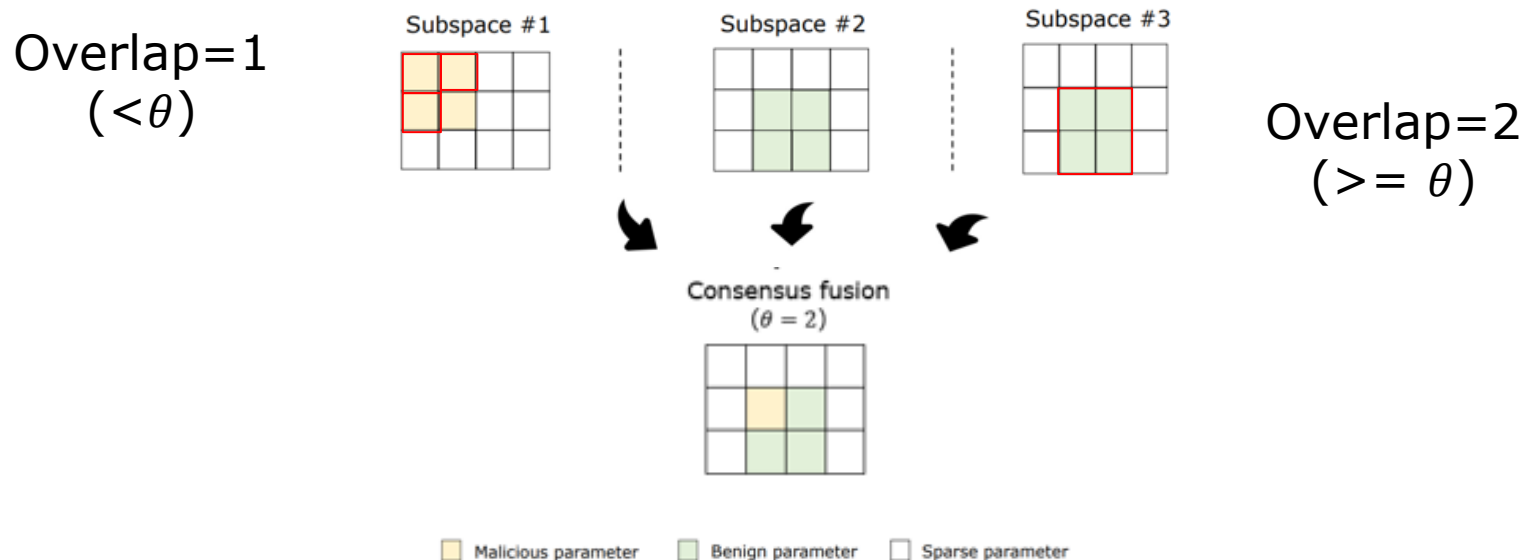 Overlap=1
(<θ)
Subspace #1
Subspace #2
Subspace #3
Overlap=2
(>= θ)
Consensus fusion
(θ = 2)
Malicious parameter
Benign parameter
Sparse parameter